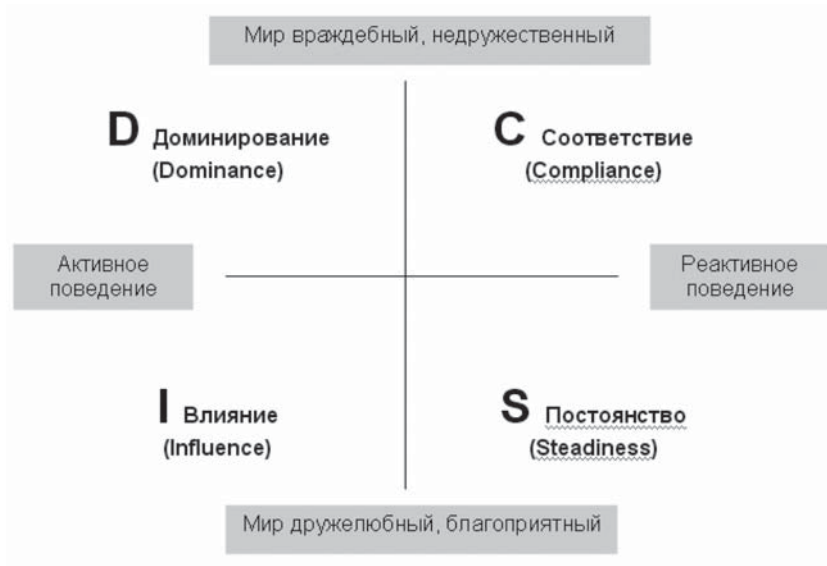 Мир враждебный, недружественный
D Доминирование
(Dominance)
C Соответствие
(Compliance)
Активное
поведение
Реактивное
поведение
I Влияние
(Influence)
S Постоянство
(Steadiness)
Мир дружелюбный, благоприятный